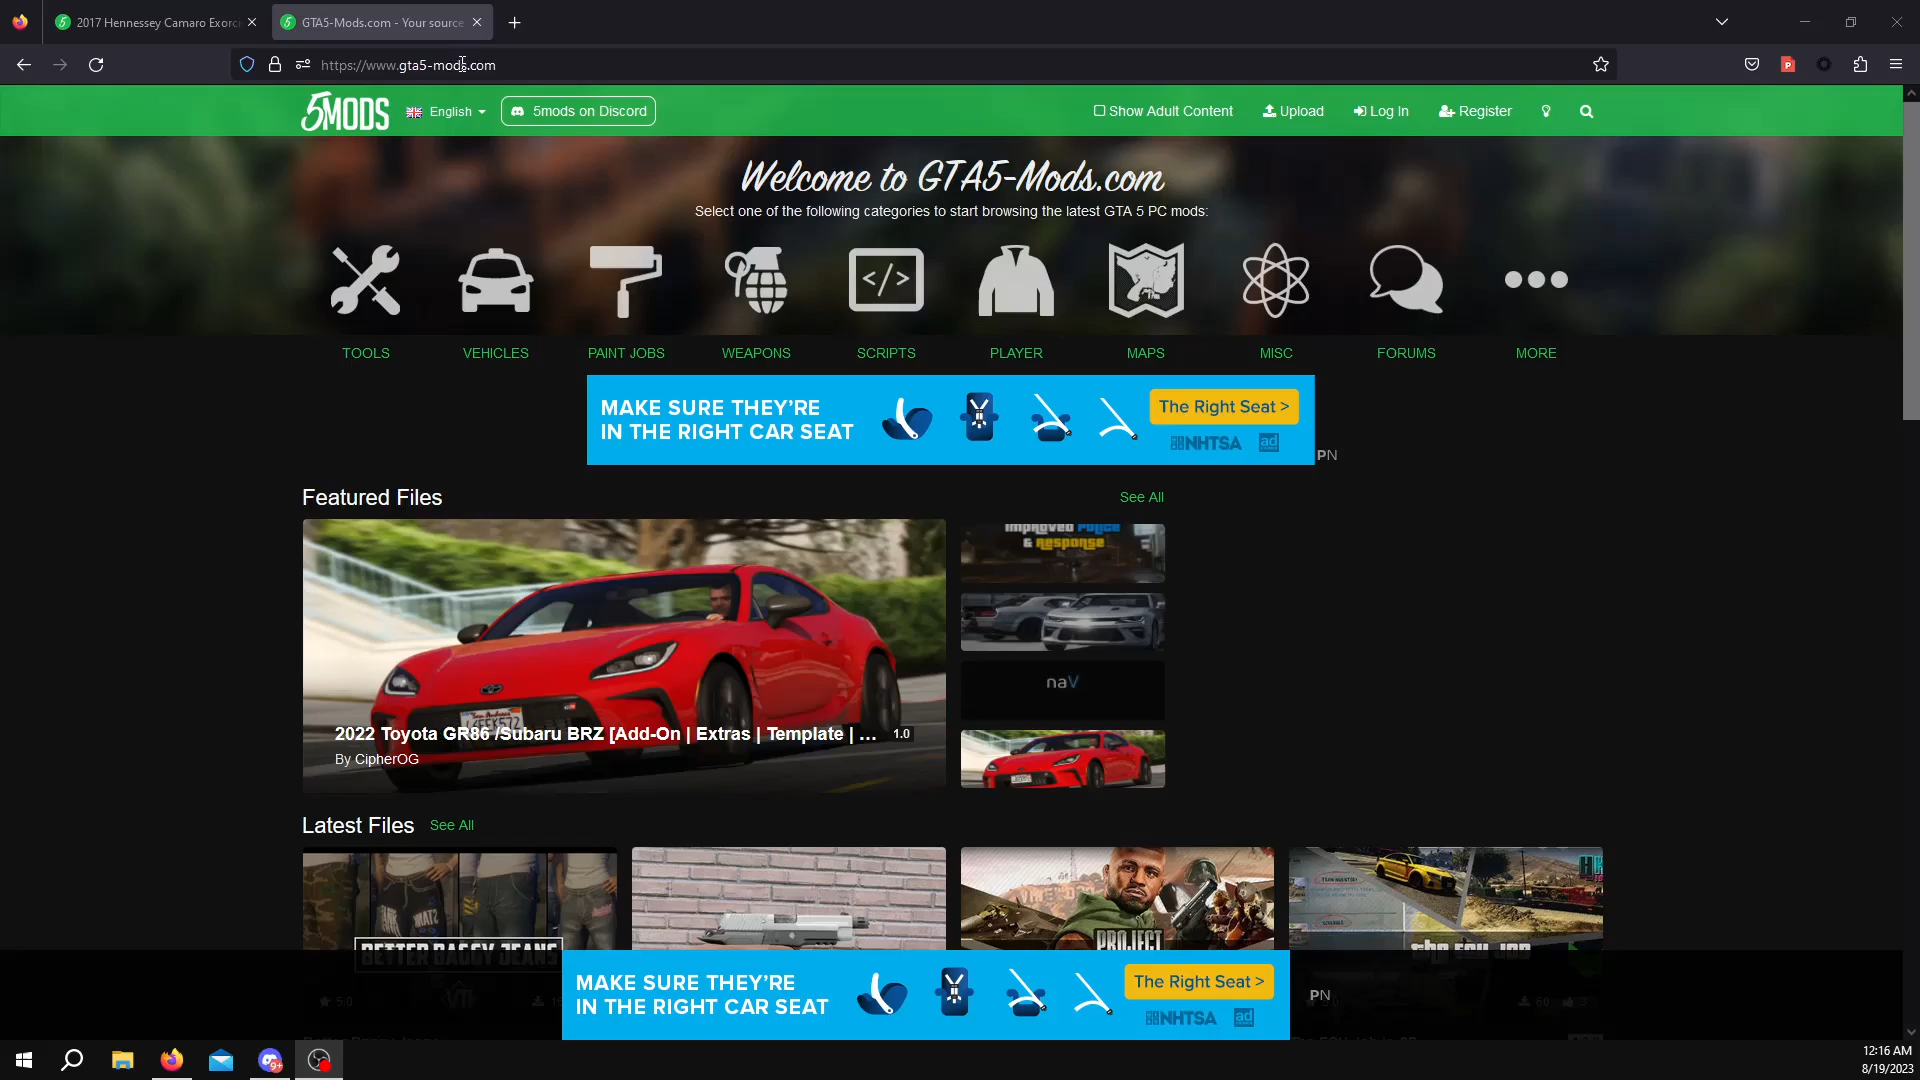 2017 Hennessey Camaro Exorc
GTA5-Mods.com - Your source
https://www.gta5-mods.com
5MODS
English
5mods on Discord
Show Adult Content
Upload
Log In
Register
Welcome to GTA5-Mods.com
Select one of the following categories to start browsing the latest GTA 5 PC mods:
TOOLS
VEHICLES
PAINT JOBS
WEAPONS
SCRIPTS
PLAYER
MAPS
MISC
FORUMS
MORE
MAKE SURE THEY'RE
IN THE RIGHT CAR SEAT
The Right Seat >
NHTSA
ad
PN
Featured Files
See All
Improved Police
& Response
naV
2022 Toyota GR86 /Subaru BRZ [Add-On | Extras | Template | ...
1.0
By CipherOG
Latest Files
See All
BETTER BAGGY JEANS
PROJECT
5.0
MAKE SURE THEY'RE
IN THE RIGHT CAR SEAT
The Right Seat >
NHTSA
ad
PN
9+
12:16 AM
8/19/2023